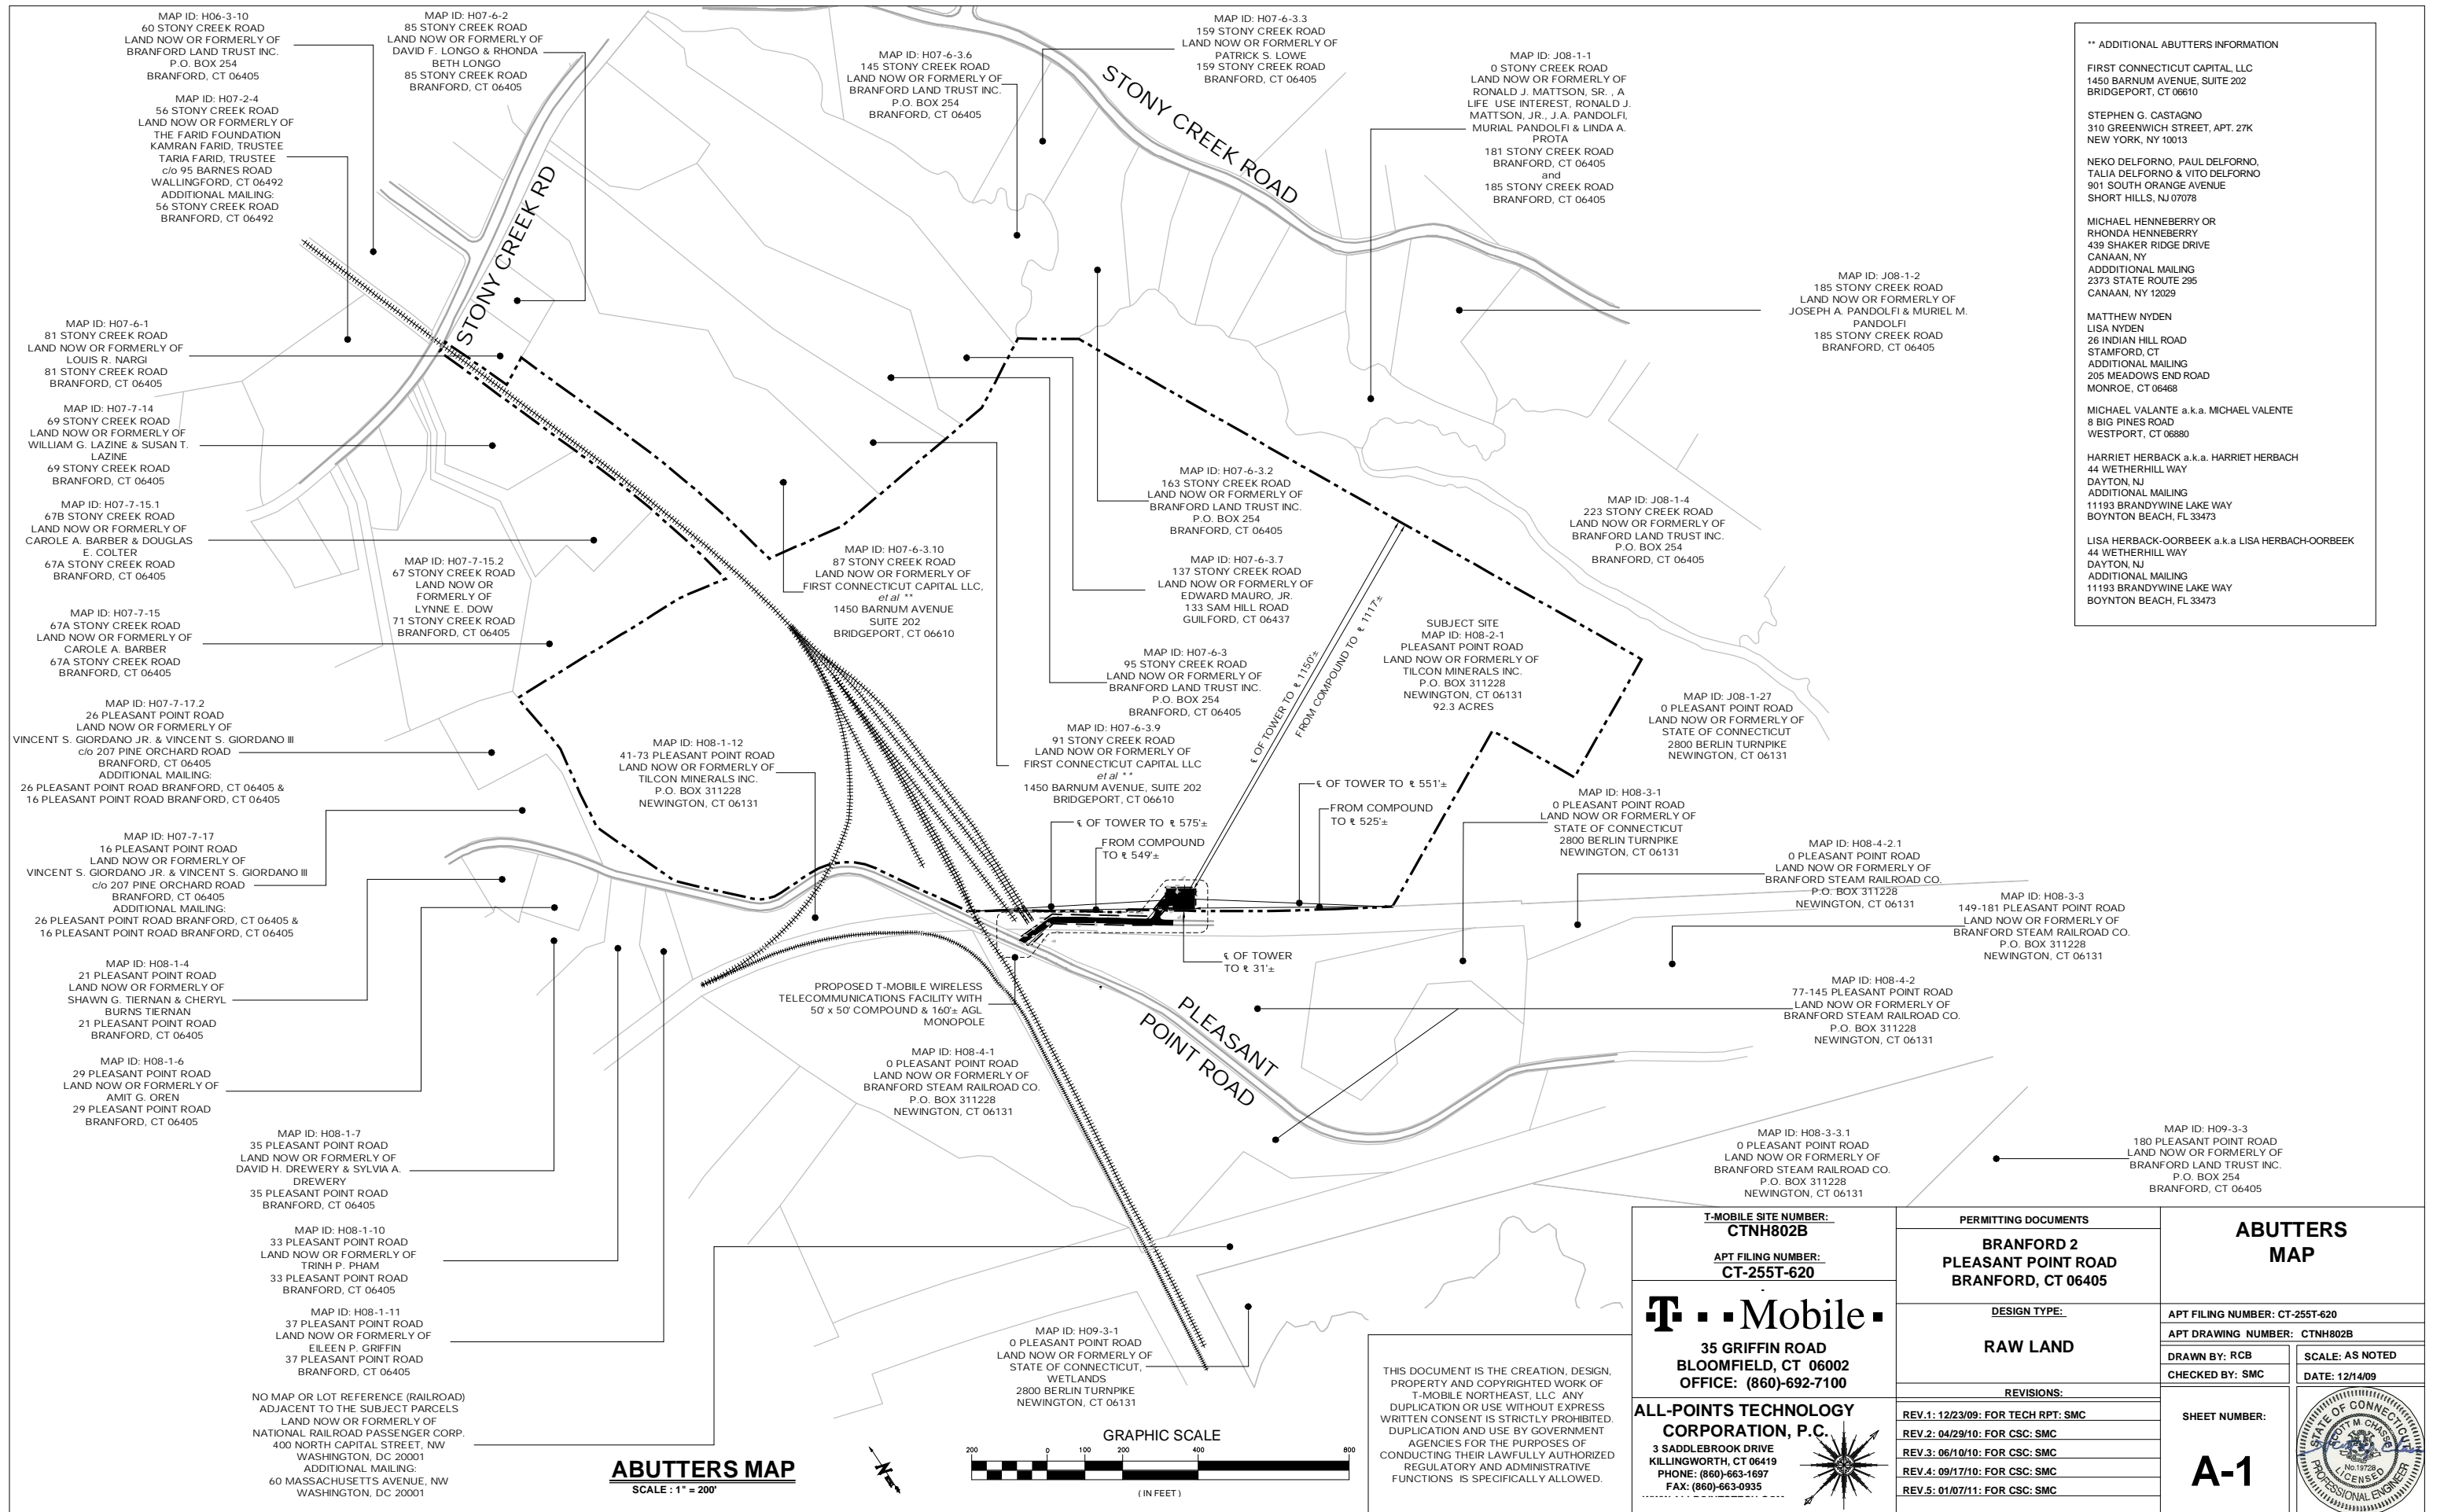 MAP ID: H06-3-10
60 STONY CREEK ROAD
LAND NOW OR FORMERLY OF
BRANFORD LAND TRUST INC.
P.O. BOX 254
BRANFORD, CT 06405
MAP ID: H07-6-2
85 STONY CREEK ROAD
LAND NOW OR FORMERLY OF
DAVID F. LONGO & RHONDA
BETH LONGO
85 STONY CREEK ROAD
BRANFORD, CT 06405
MAP ID: H07-6-3.6
145 STONY CREEK ROAD
LAND NOW OR FORMERLY OF
BRANFORD LAND TRUST INC.
P.O. BOX 254
BRANFORD, CT 06405
MAP ID: H07-6-3.3
159 STONY CREEK ROAD
LAND NOW OR FORMERLY OF
PATRICK S. LOWE
159 STONY CREEK ROAD
BRANFORD, CT 06405
MAP ID: J08-1-1
0 STONY CREEK ROAD
LAND NOW OR FORMERLY OF
RONALD J. MATTSON, SR. , A
LIFE USE INTEREST, RONALD J.
MATTSON, JR., J.A. PANDOLFI,
MURIAL PANDOLFI & LINDA A.
PROTA
181 STONY CREEK ROAD
BRANFORD, CT 06405
and
185 STONY CREEK ROAD
BRANFORD, CT 06405
** ADDITIONAL ABUTTERS INFORMATION
FIRST CONNECTICUT CAPITAL, LLC
1450 BARNUM AVENUE, SUITE 202
BRIDGEPORT, CT 06610
STEPHEN G. CASTAGNO
310 GREENWICH STREET, APT. 27K
NEW YORK, NY 10013
NEKO DELFORNO, PAUL DELFORNO,
TALIA DELFORNO & VITO DELFORNO
901 SOUTH ORANGE AVENUE
SHORT HILLS, NJ 07078
MICHAEL HENNEBERRY OR
RHONDA HENNEBERRY
439 SHAKER RIDGE DRIVE
CANAAN, NY
ADDDITIONAL MAILING
2373 STATE ROUTE 295
CANAAN, NY 12029
MATTHEW NYDEN
LISA NYDEN
26 INDIAN HILL ROAD
STAMFORD, CT
ADDITIONAL MAILING
205 MEADOWS END ROAD
MONROE, CT 06468
MICHAEL VALANTE a.k.a. MICHAEL VALENTE
8 BIG PINES ROAD
WESTPORT, CT 06880
HARRIET HERBACK a.k.a. HARRIET HERBACH
44 WETHERHILL WAY
DAYTON, NJ
ADDITIONAL MAILING
11193 BRANDYWINE LAKE WAY
BOYNTON BEACH, FL 33473
LISA HERBACK-OORBEEK a.k.a LISA HERBACH-OORBEEK
44 WETHERHILL WAY
DAYTON, NJ
ADDITIONAL MAILING
11193 BRANDYWINE LAKE WAY
BOYNTON BEACH, FL 33473
MAP ID: H07-2-4
56 STONY CREEK ROAD
LAND NOW OR FORMERLY OF
THE FARID FOUNDATION
KAMRAN FARID, TRUSTEE
TARIA FARID, TRUSTEE
c/o 95 BARNES ROAD
WALLINGFORD, CT 06492
ADDITIONAL MAILING:
56 STONY CREEK ROAD
BRANFORD, CT 06492
STONY CREEK RD
STONY CREEK ROAD
MAP ID: J08-1-2
185 STONY CREEK ROAD
LAND NOW OR FORMERLY OF
JOSEPH A. PANDOLFI & MURIEL M.
PANDOLFI
185 STONY CREEK ROAD
BRANFORD, CT 06405
MAP ID: H07-6-1
81 STONY CREEK ROAD
LAND NOW OR FORMERLY OF
LOUIS R. NARGI
81 STONY CREEK ROAD
BRANFORD, CT 06405
MAP ID: H07-7-14
69 STONY CREEK ROAD
LAND NOW OR FORMERLY OF
WILLIAM G. LAZINE & SUSAN T.
LAZINE
69 STONY CREEK ROAD
BRANFORD, CT 06405
MAP ID: H07-7-15.1
67B STONY CREEK ROAD
LAND NOW OR FORMERLY OF
CAROLE A. BARBER & DOUGLAS
E. COLTER
67A STONY CREEK ROAD
BRANFORD, CT 06405
MAP ID: H07-7-15.2
67 STONY CREEK ROAD
LAND NOW OR
FORMERLY OF
LYNNE E. DOW
71 STONY CREEK ROAD
BRANFORD, CT 06405
MAP ID: H07-7-15
67A STONY CREEK ROAD
LAND NOW OR FORMERLY OF
CAROLE A. BARBER
67A STONY CREEK ROAD
BRANFORD, CT 06405
MAP ID: H07-6-3.10
87 STONY CREEK ROAD
LAND NOW OR FORMERLY OF
FIRST CONNECTICUT CAPITAL LLC,
et al **
1450 BARNUM AVENUE
SUITE 202
BRIDGEPORT, CT 06610
MAP ID: H07-6-3.2
163 STONY CREEK ROAD
LAND NOW OR FORMERLY OF
BRANFORD LAND TRUST INC.
P.O. BOX 254
BRANFORD, CT 06405
MAP ID: H07-6-3.7
137 STONY CREEK ROAD
LAND NOW OR FORMERLY OF
EDWARD MAURO, JR.
133 SAM HILL ROAD
GUILFORD, CT 06437
MAP ID: H07-6-3
95 STONY CREEK ROAD
LAND NOW OR FORMERLY OF
BRANFORD LAND TRUST INC.
P.O. BOX 254
BRANFORD, CT 06405
MAP ID: H07-6-3.9
91 STONY CREEK ROAD
LAND NOW OR FORMERLY OF
FIRST CONNECTICUT CAPITAL LLC
et al **
1450 BARNUM AVENUE, SUITE 202
BRIDGEPORT, CT 06610
MAP ID: J08-1-4
223 STONY CREEK ROAD
LAND NOW OR FORMERLY OF
BRANFORD LAND TRUST INC.
P.O. BOX 254
BRANFORD, CT 06405
SUBJECT SITE
MAP ID: H08-2-1
PLEASANT POINT ROAD
LAND NOW OR FORMERLY OF
TILCON MINERALS INC.
P.O. BOX 311228
NEWINGTON, CT 06131
92.3 ACRES
℄ OF TOWER TO ⅊ 1150'±
FROM COMPOUND TO ⅊ 1117'±
MAP ID: J08-1-27
0 PLEASANT POINT ROAD
LAND NOW OR FORMERLY OF
STATE OF CONNECTICUT
2800 BERLIN TURNPIKE
NEWINGTON, CT 06131
MAP ID: H07-7-17.2
26 PLEASANT POINT ROAD
LAND NOW OR FORMERLY OF
VINCENT S. GIORDANO JR. & VINCENT S. GIORDANO III
c/o 207 PINE ORCHARD ROAD
BRANFORD, CT 06405
ADDITIONAL MAILING:
26 PLEASANT POINT ROAD BRANFORD, CT 06405 &
16 PLEASANT POINT ROAD BRANFORD, CT 06405
MAP ID: H08-1-12
41-73 PLEASANT POINT ROAD
LAND NOW OR FORMERLY OF
TILCON MINERALS INC.
P.O. BOX 311228
NEWINGTON, CT 06131
℄ OF TOWER TO ⅊ 575'±
FROM COMPOUND
TO ⅊ 549'±
℄ OF TOWER TO ⅊ 551'±
FROM COMPOUND
TO ⅊ 525'±
℄ OF TOWER
TO ⅊ 31'±
MAP ID: H08-3-1
0 PLEASANT POINT ROAD
LAND NOW OR FORMERLY OF
STATE OF CONNECTICUT
2800 BERLIN TURNPIKE
NEWINGTON, CT 06131
MAP ID: H08-4-2.1
0 PLEASANT POINT ROAD
LAND NOW OR FORMERLY OF
BRANFORD STEAM RAILROAD CO.
P.O. BOX 311228
NEWINGTON, CT 06131
MAP ID: H08-3-3
149-181 PLEASANT POINT ROAD
LAND NOW OR FORMERLY OF
BRANFORD STEAM RAILROAD CO.
P.O. BOX 311228
NEWINGTON, CT 06131
MAP ID: H08-4-2
77-145 PLEASANT POINT ROAD
LAND NOW OR FORMERLY OF
BRANFORD STEAM RAILROAD CO.
P.O. BOX 311228
NEWINGTON, CT 06131
MAP ID: H07-7-17
16 PLEASANT POINT ROAD
LAND NOW OR FORMERLY OF
VINCENT S. GIORDANO JR. & VINCENT S. GIORDANO III
c/o 207 PINE ORCHARD ROAD
BRANFORD, CT 06405
ADDITIONAL MAILING:
26 PLEASANT POINT ROAD BRANFORD, CT 06405 &
16 PLEASANT POINT ROAD BRANFORD, CT 06405
MAP ID: H08-1-4
21 PLEASANT POINT ROAD
LAND NOW OR FORMERLY OF
SHAWN G. TIERNAN & CHERYL
BURNS TIERNAN
21 PLEASANT POINT ROAD
BRANFORD, CT 06405
MAP ID: H08-1-6
29 PLEASANT POINT ROAD
LAND NOW OR FORMERLY OF
AMIT G. OREN
29 PLEASANT POINT ROAD
BRANFORD, CT 06405
PROPOSED T-MOBILE WIRELESS
TELECOMMUNICATIONS FACILITY WITH
50' x 50' COMPOUND & 160'± AGL
MONOPOLE
PLEASANT
POINT ROAD
MAP ID: H08-4-1
0 PLEASANT POINT ROAD
LAND NOW OR FORMERLY OF
BRANFORD STEAM RAILROAD CO.
P.O. BOX 311228
NEWINGTON, CT 06131
MAP ID: H08-1-7
35 PLEASANT POINT ROAD
LAND NOW OR FORMERLY OF
DAVID H. DREWERY & SYLVIA A.
DREWERY
35 PLEASANT POINT ROAD
BRANFORD, CT 06405
MAP ID: H08-3-3.1
0 PLEASANT POINT ROAD
LAND NOW OR FORMERLY OF
BRANFORD STEAM RAILROAD CO.
P.O. BOX 311228
NEWINGTON, CT 06131
MAP ID: H09-3-3
180 PLEASANT POINT ROAD
LAND NOW OR FORMERLY OF
BRANFORD LAND TRUST INC.
P.O. BOX 254
BRANFORD, CT 06405
MAP ID: H08-1-10
33 PLEASANT POINT ROAD
LAND NOW OR FORMERLY OF
TRINH P. PHAM
33 PLEASANT POINT ROAD
BRANFORD, CT 06405
MAP ID: H08-1-11
37 PLEASANT POINT ROAD
LAND NOW OR FORMERLY OF
EILEEN P. GRIFFIN
37 PLEASANT POINT ROAD
BRANFORD, CT 06405
NO MAP OR LOT REFERENCE (RAILROAD)
ADJACENT TO THE SUBJECT PARCELS
LAND NOW OR FORMERLY OF
NATIONAL RAILROAD PASSENGER CORP.
400 NORTH CAPITAL STREET, NW
WASHINGTON, DC 20001
ADDITIONAL MAILING:
60 MASSACHUSETTS AVENUE, NW
WASHINGTON, DC 20001
MAP ID: H09-3-1
0 PLEASANT POINT ROAD
LAND NOW OR FORMERLY OF
STATE OF CONNECTICUT,
WETLANDS
2800 BERLIN TURNPIKE
NEWINGTON, CT 06131
ABUTTERS MAP
SCALE : 1" = 200'
N
GRAPHIC SCALE
200 0 100 200 400 800
( IN FEET )
THIS DOCUMENT IS THE CREATION, DESIGN,
PROPERTY AND COPYRIGHTED WORK OF
T-MOBILE NORTHEAST, LLC ANY
DUPLICATION OR USE WITHOUT EXPRESS
WRITTEN CONSENT IS STRICTLY PROHIBITED.
DUPLICATION AND USE BY GOVERNMENT
AGENCIES FOR THE PURPOSES OF
CONDUCTING THEIR LAWFULLY AUTHORIZED
REGULATORY AND ADMINISTRATIVE
FUNCTIONS IS SPECIFICALLY ALLOWED.
T-MOBILE SITE NUMBER:
CTNH802B
APT FILING NUMBER:
CT-255T-620
T Mobile
35 GRIFFIN ROAD
BLOOMFIELD, CT 06002
OFFICE: (860)-692-7100
ALL-POINTS TECHNOLOGY
CORPORATION, P.C.
3 SADDLEBROOK DRIVE
KILLINGWORTH, CT 06419
PHONE: (860)-663-1697
FAX: (860)-663-0935
PERMITTING DOCUMENTS
BRANFORD 2
PLEASANT POINT ROAD
BRANFORD, CT 06405
DESIGN TYPE:
RAW LAND
REVISIONS:
REV.1: 12/23/09: FOR TECH RPT: SMC
REV.2: 04/29/10: FOR CSC: SMC
REV.3: 06/10/10: FOR CSC: SMC
REV.4: 09/17/10: FOR CSC: SMC
REV.5: 01/07/11: FOR CSC: SMC
ABUTTERS
MAP
APT FILING NUMBER: CT-255T-620
APT DRAWING NUMBER: CTNH802B
DRAWN BY: RCB
SCALE: AS NOTED
CHECKED BY: SMC
DATE: 12/14/09
SHEET NUMBER:
A-1
STATE OF CONNECTICUT
SCOTT M. CHASSE
No.19728
LICENSED
PROFESSIONAL ENGINEER